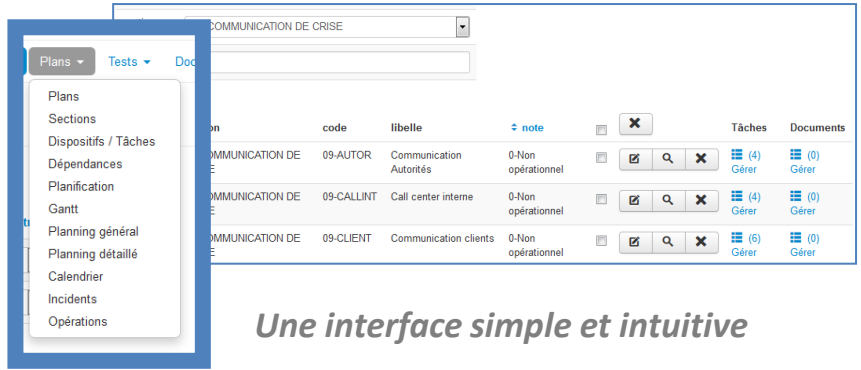 COMMUNICATION DE CRISE
Plans Tests Doc
Plans
Sections
Dispositifs / Tâches
Dépendances
Planification
Gantt
Planning général
Planning détaillé
Calendrier
Incidents
Opérations
on code libelle note Tâches Documents
OMMUNICATION DE 09-AUTOR Communication 0-Non (4) (0)
E Autorités opérationnel Gérer Gérer
OMMUNICATION DE 09-CALLINT Call center interne 0-Non (4) (0)
E opérationnel Gérer Gérer
OMMUNICATION DE 09-CLIENT Communication clients 0-Non (6) (0)
E opérationnel Gérer Gérer
Une interface simple et intuitive